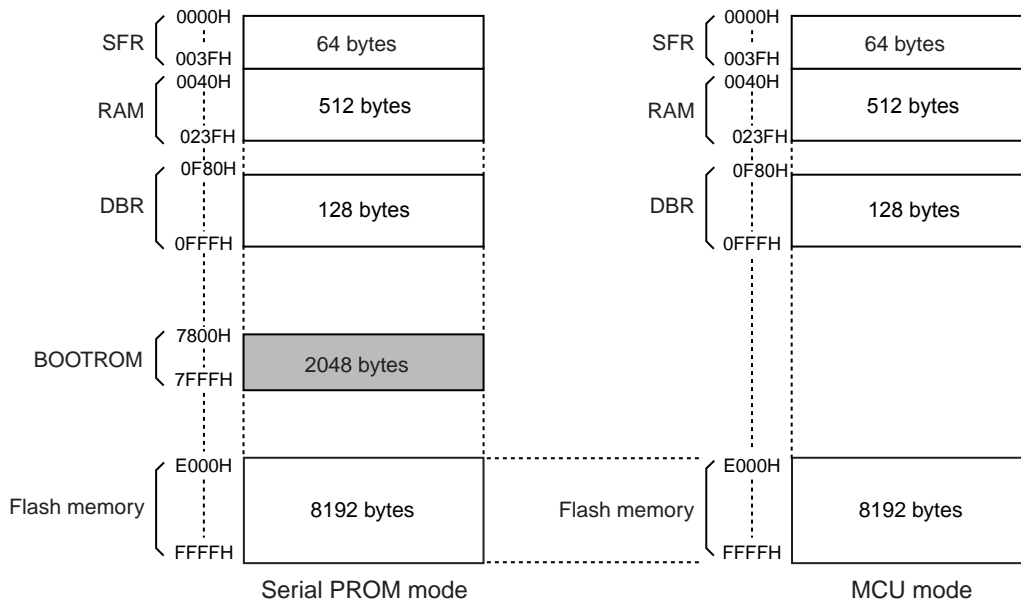 SFR
0000H
003FH
64 bytes
RAM
0040H
023FH
512 bytes
DBR
0F80H
0FFFH
128 bytes
BOOTROM
7800H
7FFFH
2048 bytes
Flash memory
E000H
FFFFH
8192 bytes
Serial PROM mode
SFR
0000H
003FH
64 bytes
RAM
0040H
023FH
512 bytes
DBR
0F80H
0FFFH
128 bytes
Flash memory
E000H
FFFFH
8192 bytes
MCU mode